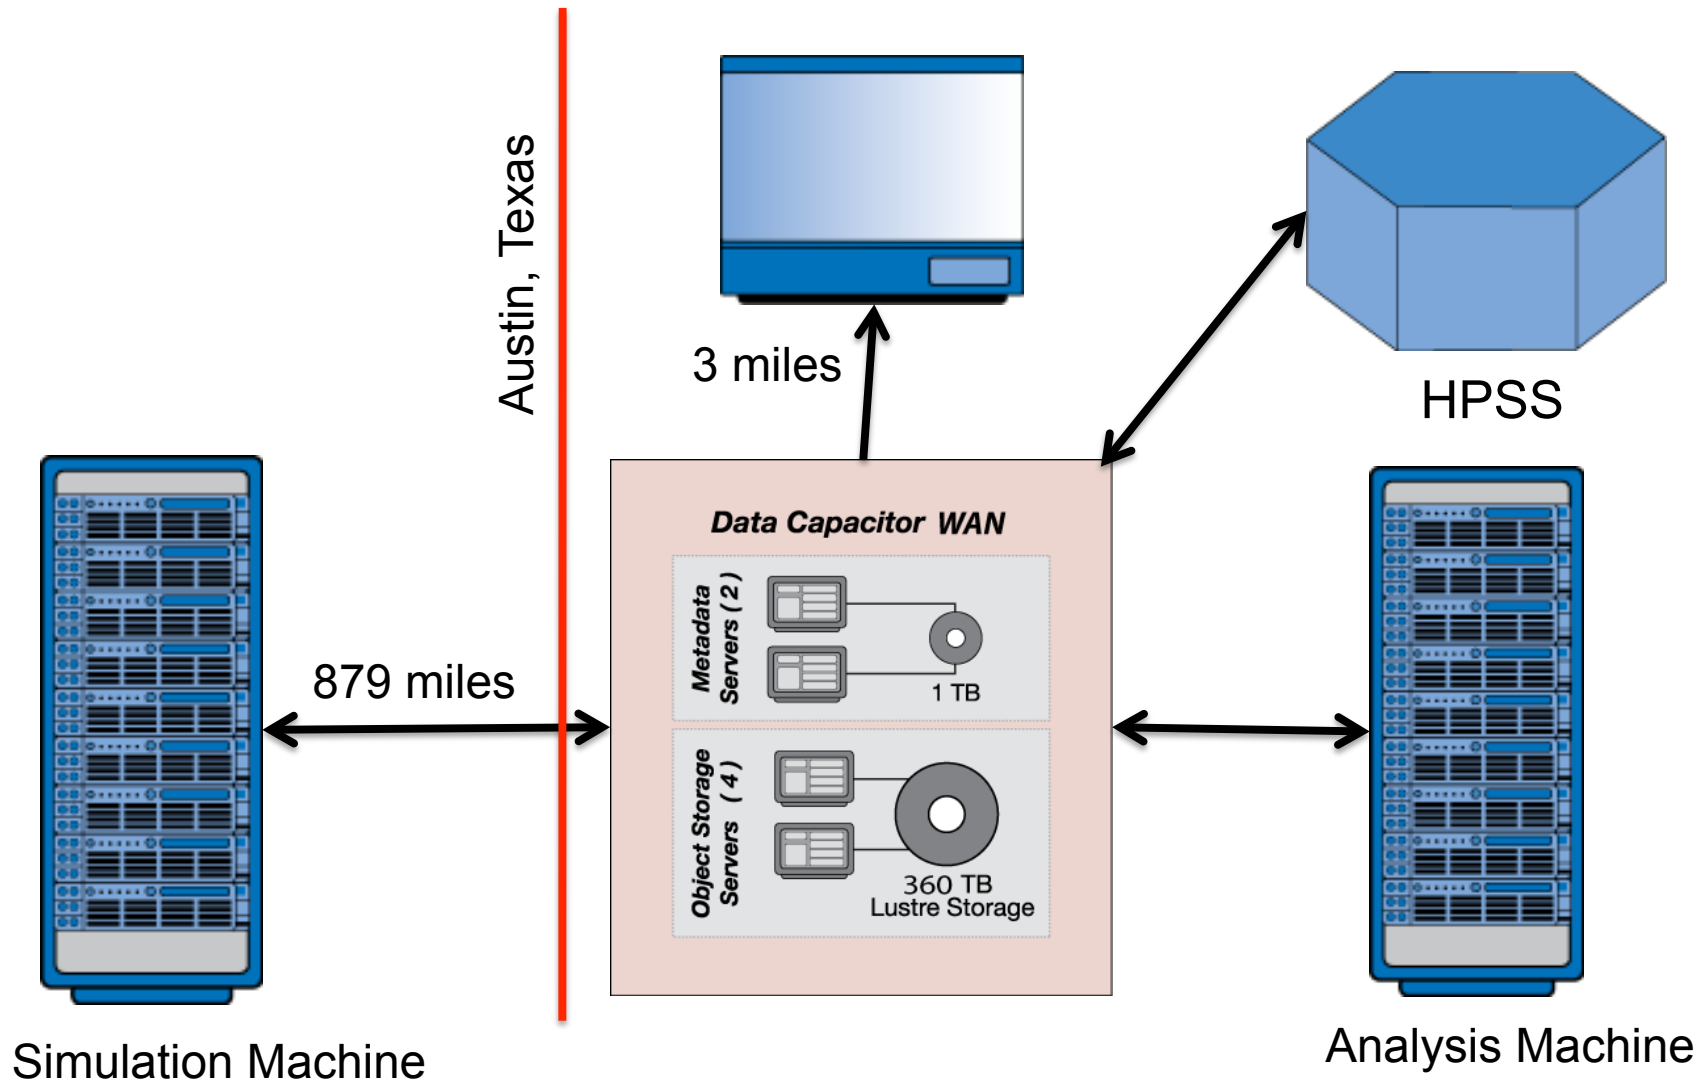 Austin, Texas
3 miles
HPSS
Data Capacitor WAN
Metadata
Servers (2)
1 TB
879 miles
Object Storage
Servers (4)
360 TB
Lustre Storage
Simulation Machine
Analysis Machine